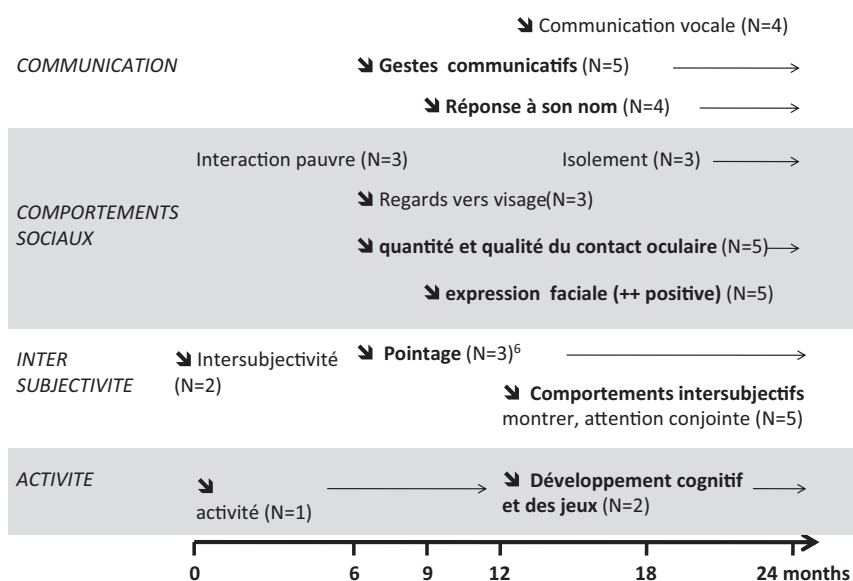 ↘ Communication vocale (N=4)
COMMUNICATION
↘ Gestes communicatifs (N=5)
↘ Réponse à son nom (N=4)
Interaction pauvre (N=3)
Isolement (N=3)
COMPORTEMENTS
SOCIAUX
↘ Regards vers visage(N=3)
↘ quantité et qualité du contact oculaire (N=5)
↘ expression faciale (++ positive) (N=5)
INTER
SUBJECTIVITE
↘ Intersubjectivité
(N=2)
↘ Pointage (N=3)⁶
↘ Comportements intersubjectifs
montrer, attention conjointe (N=5)
ACTIVITE
↘
activité (N=1)
↘ Développement cognitif
et des jeux (N=2)
0 6 9 12 18 24 months